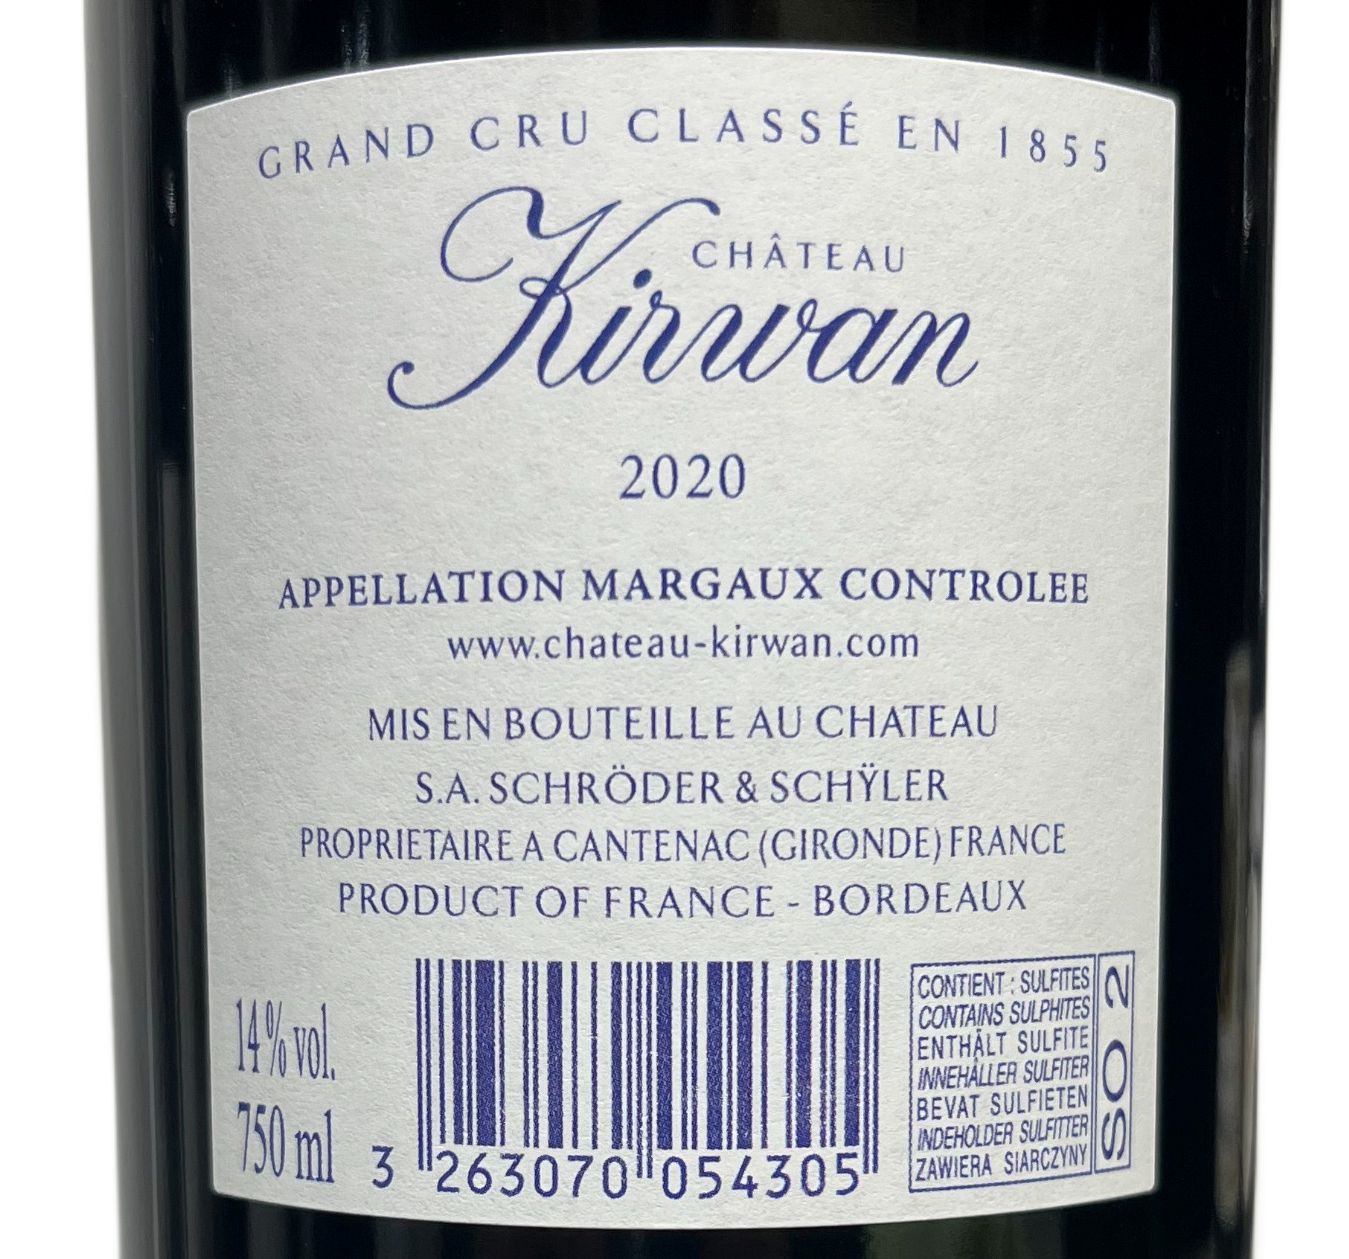 GRAND CRU CLASSÉ EN 1855
CHÂTEAU
Kirwan
2020
APPELLATION MARGAUX CONTROLEE
www.chateau-kirwan.com
MIS EN BOUTEILLE AU CHATEAU
S.A. SCHRÖDER & SCHŸLER
PROPRIETAIRE A CANTENAC (GIRONDE) FRANCE
PRODUCT OF FRANCE - BORDEAUX
14% vol.
750 ml
3 263070 054305
CONTIENT : SULFITES
CONTAINS SULPHITES
ENTHÄLT SULFITE
INNEHÅLLER SULFITER
BEVAT SULFIETEN
INDEHOLDER SULFITTER
ZAWIERA SIARCZYNY
SO 2